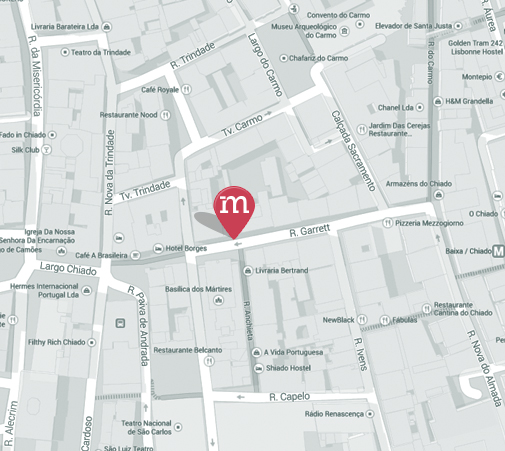 Livraria Barateira Lda
Teatro da Trindade
R. da Misericórdia
R. Trindade
Café Royale
Restaurante Nood
Convento do Carmo
Museu Arqueológico
do Carmo
Largo do Carmo
Chafariz do Carmo
Elevador de Santa Justa
R. Áurea
R. do Carmo
Golden Tram 242
Lisbonne Hostel
Montepio
H&M Grandella
Chanel Lda
Jardim Das Cerejas
Restaurante...
Calçada Sacramento
Tv. Carmo
Fado in Chiado
Silk Club
R. Nova da Trindade
Tv. Trindade
Armazéns do Chiado
O Chiado
m
Pizzeria Mezzogiorno
R. Garrett
Baixa / Chiado
M
Igreja Da Nossa
Senhora Da Encarnação
o de Camões
Hotel Borges
Café A Brasileira
Largo Chiado
Livraria Bertrand
Hermes Internacional
Portugal Lda
Basílica dos Mártires
R. Anchieta
R. Paiva de Andrada
NewBlack
Fábulas
Restaurante
Cantina do Chiado
Filthy Rich Chiado
Restaurante Belcanto
A Vida Portuguesa
Shiado Hostel
R. Ivens
R. Nova do Almada
R. Capelo
Rádio Renascença
R. Alecrim
Cardoso
Teatro Nacional
de São Carlos
São Luiz Teatro